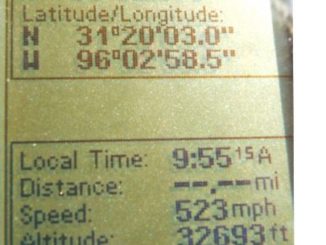 Latitude/Longitude:
N 31°20'03.0"
W 96°02'58.5"
Local Time: 9:55 15 A
Distance: --.-- mi
Speed: 523 mph
Altitude: 32693 ft